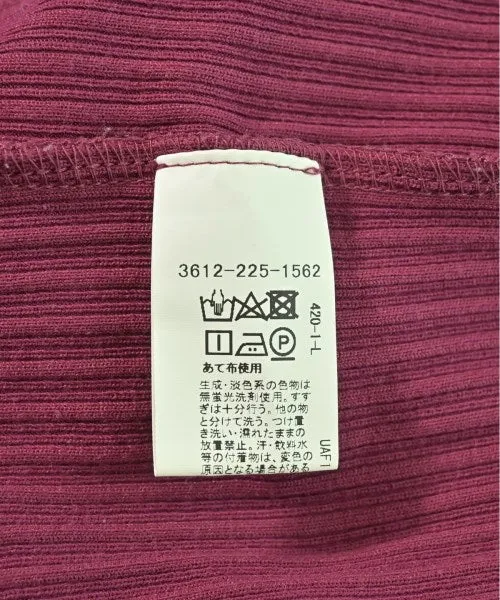 3612-225-1562
P
あて布使用
生成・淡色系の色物は
無蛍光洗剤使用。すす
ぎは十分行う。他の物
と分けて洗う。つけ置
き洗い・濡れたままの
放置禁止。汗・飲料水
等の付着物は、変色の
原因となる場合がある
420-1-L
UAF1